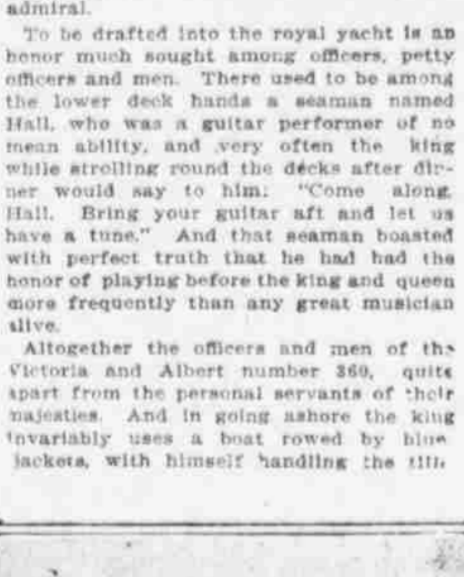 admiral.
To be drafted into the royal yacht is an
honor much sought among officers, petty
officers and men. There used to be among
the lower deck hands a seaman named
Hall, who was a guitar performer of no
mean ability, and very often the king
while strolling round the decks after din-
ner would say to him: "Come along,
Hall. Bring your guitar aft and let us
have a tune." And that seaman boasted
with perfect truth that he had had the
honor of playing before the king and queen
more frequently than any great musician
alive.
Altogether the officers and men of the
Victoria and Albert number 360, quite
apart from the personal servants of their
majesties. And in going ashore the king
invariably uses a boat rowed by blue
jackets, with himself handling the